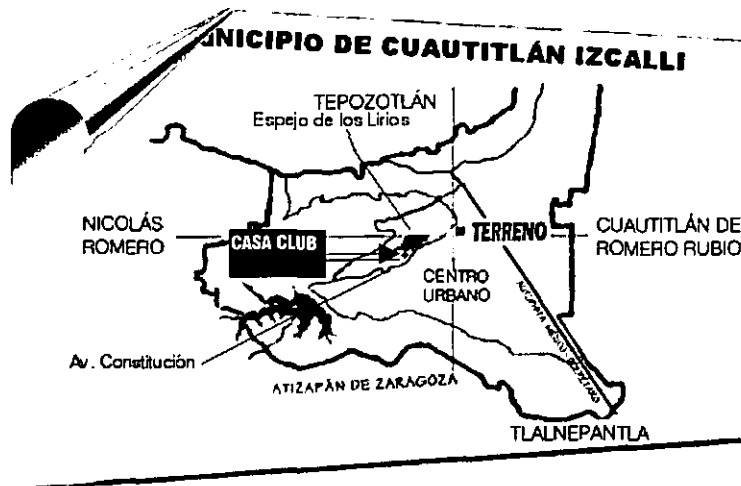 NICIPIO DE CUAUTITLÁN IZCALLI
TEPOZOTLÁN
Espejo de los Lirios
NICOLÁS
ROMERO
CASA CLUB
TERRENO
CUAUTITLÁN DE
ROMERO RUBIO
CENTRO
URBANO
Av. Constitución
ATIZAPÁN DE ZARAGOZA
TLALNEPANTLA